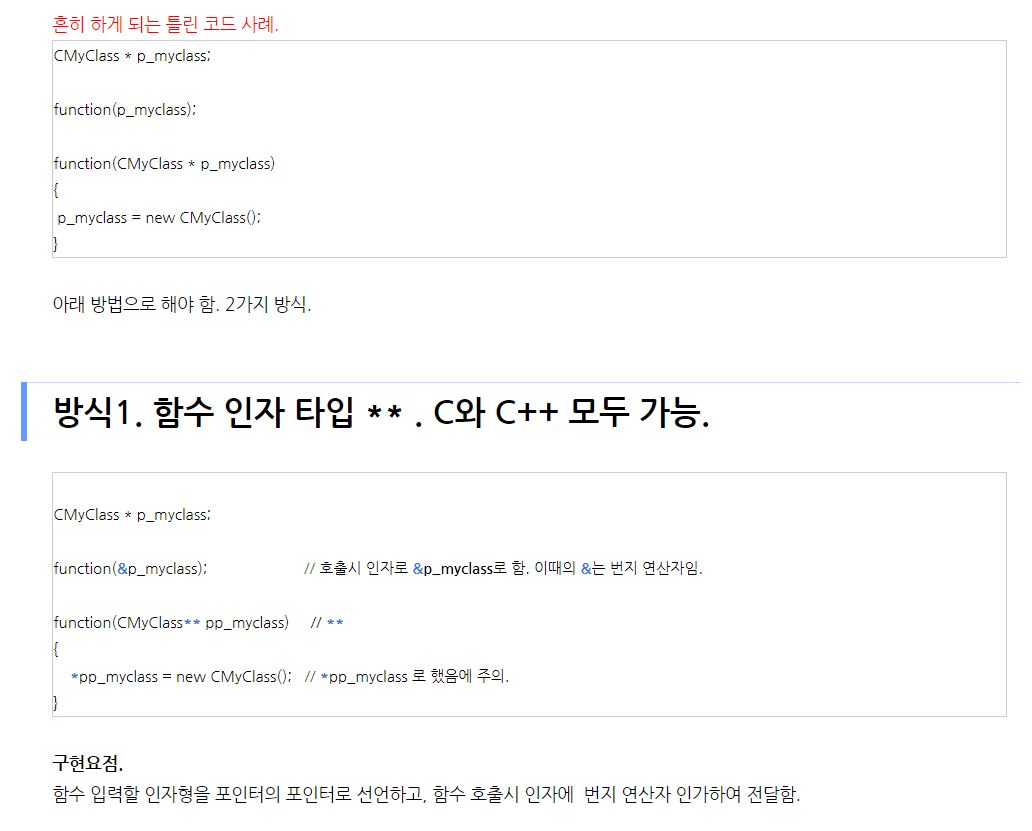 흔히 하게 되는 틀린 코드 사례.
CMyClass * p_myclass;
function(p_myclass);
function(CMyClass * p_myclass)
{
p_myclass = new CMyClass();
}
아래 방법으로 해야 함. 2가지 방식.
방식1. 함수 인자 타입 ** . C와 C++ 모두 가능.
CMyClass * p_myclass;
function(&p_myclass); // 호출시 인자로 &p_myclass로 함. 이때의 &는 번지 연산자임.
function(CMyClass** pp_myclass) // **
{
*pp_myclass = new CMyClass(); // *pp_myclass 로 했음에 주의.
}
구현요점.
함수 입력할 인자형을 포인터의 포인터로 선언하고, 함수 호출시 인자에 번지 연산자 인가하여 전달함.